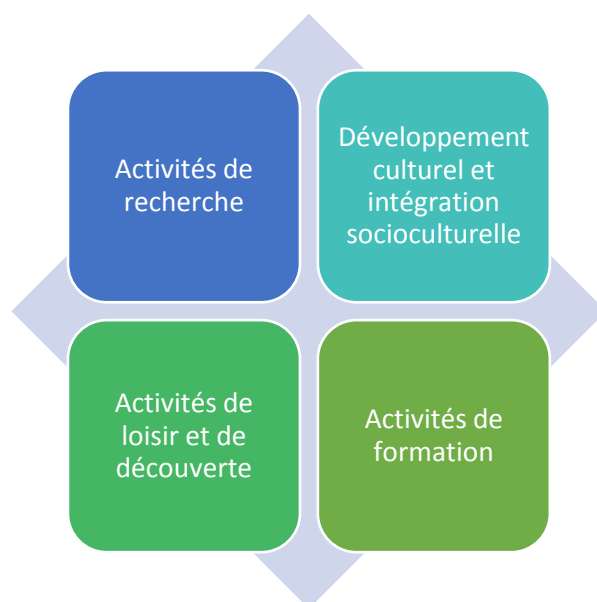 Activités de
recherche
Développement
culturel et
intégration
socioculturelle
Activités de
loisir et de
découverte
Activités de
formation